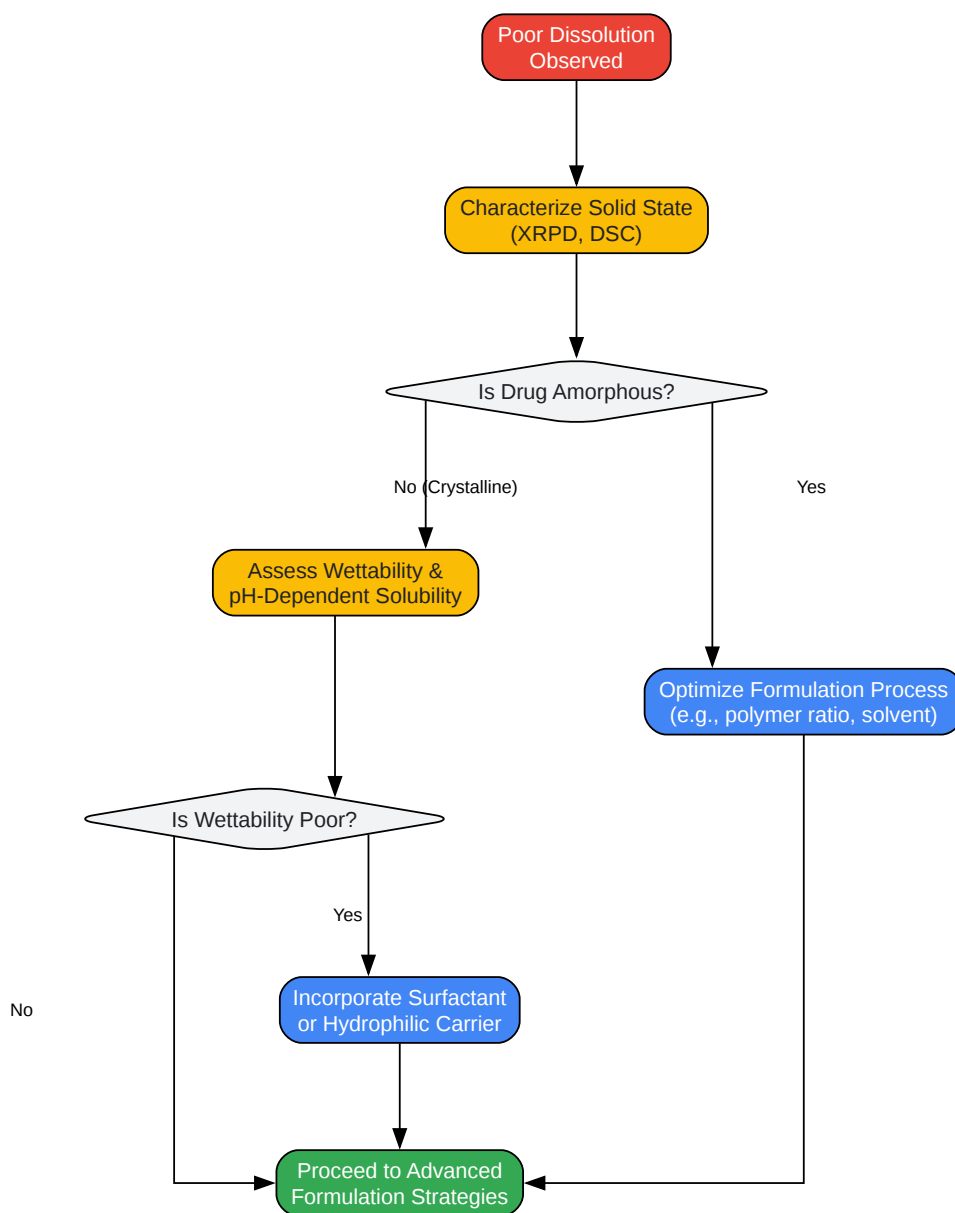 Poor Dissolution
Observed
Characterize Solid State
(XRPD, DSC)
Is Drug Amorphous?
No (Crystalline)
Yes
Assess Wettability &
pH-Dependent Solubility
Optimize Formulation Process
(e.g., polymer ratio, solvent)
Is Wettability Poor?
Yes
No
Incorporate Surfactant
or Hydrophilic Carrier
Proceed to Advanced
Formulation Strategies